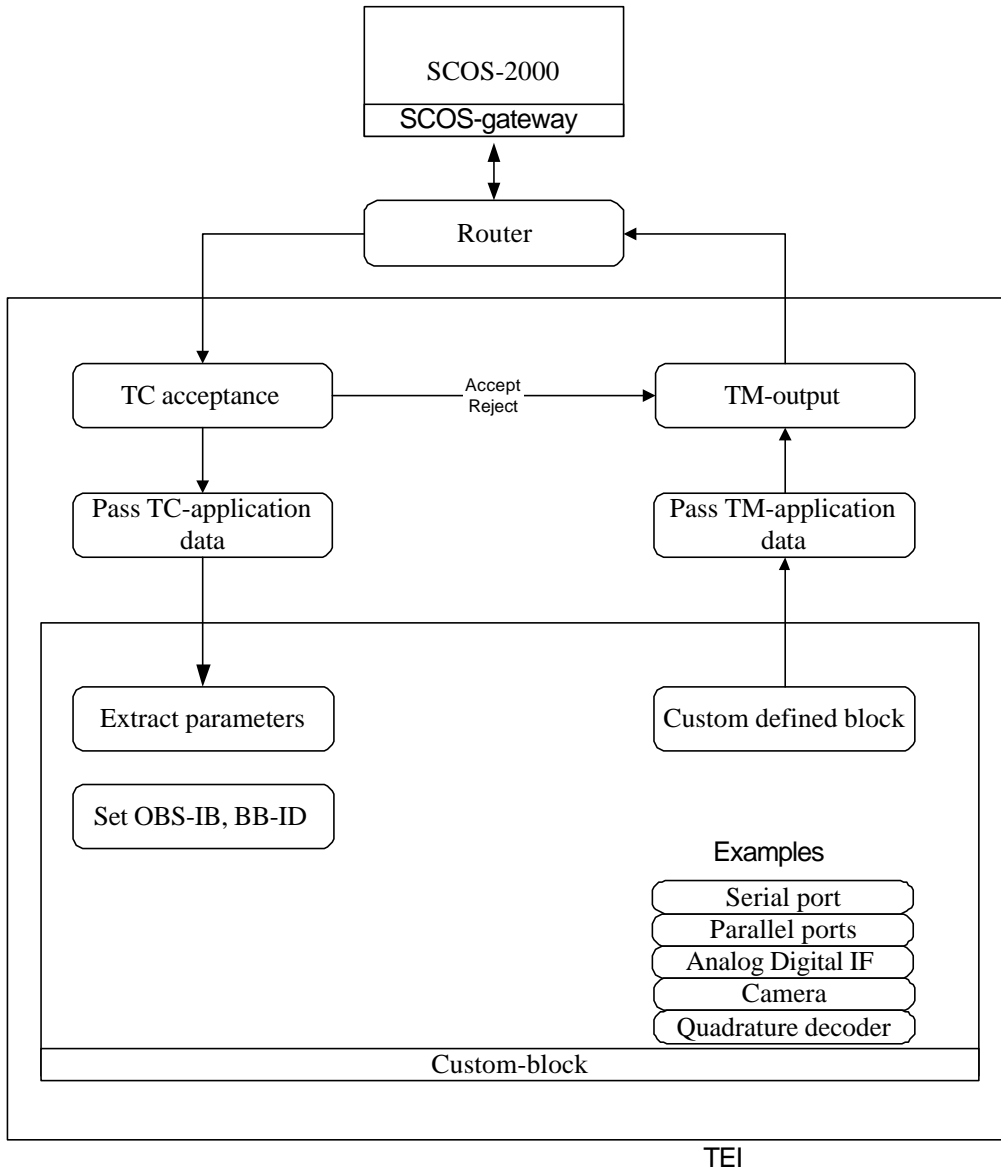 SCOS-2000
SCOS-gateway
Router
TC acceptance
Accept
Reject
TM-output
Pass TC-application
data
Pass TM-application
data
Extract parameters
Custom defined block
Set OBS-IB, BB-ID
Examples
Serial port
Parallel ports
Analog Digital IF
Camera
Quadrature decoder
Custom-block
TEI